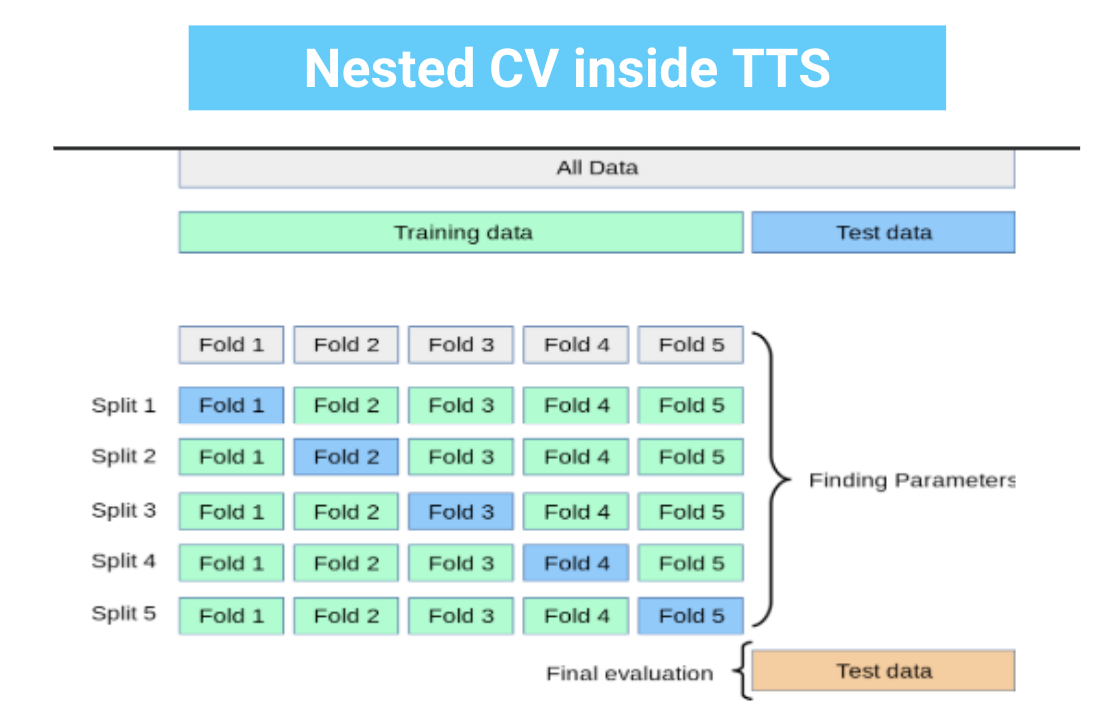 Nested CV inside TTS
All Data
Training data Test data
Fold 1 Fold 2 Fold 3 Fold 4 Fold 5
Split 1 Fold 1 Fold 2 Fold 3 Fold 4 Fold 5
Split 2 Fold 1 Fold 2 Fold 3 Fold 4 Fold 5
Finding Parameters
Split 3 Fold 1 Fold 2 Fold 3 Fold 4 Fold 5
Split 4 Fold 1 Fold 2 Fold 3 Fold 4 Fold 5
Split 5 Fold 1 Fold 2 Fold 3 Fold 4 Fold 5
Final evaluation Test data